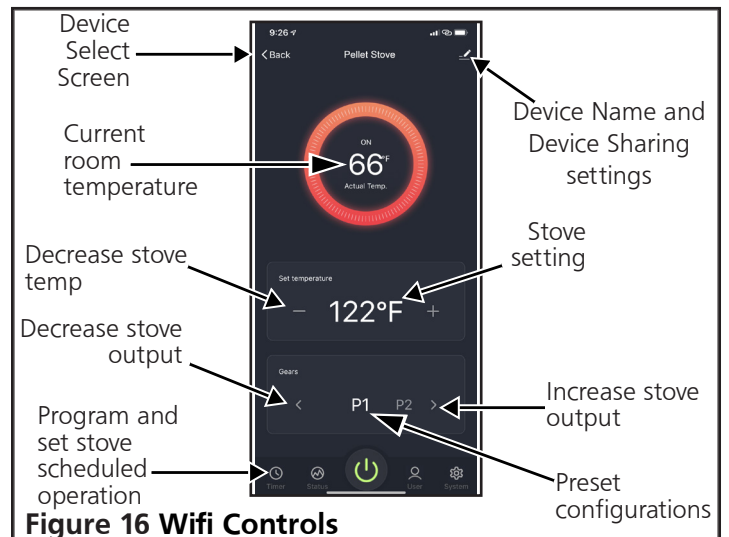 Device
Select
Screen
9:26
< Back
Pellet Stove
Device Name and
Device Sharing
settings
Current
room
temperature
ON
66°F
Actual Temp.
Stove
setting
Decrease stove
temp
Set temperature
− 122°F +
Decrease stove
output
Gears
< P1 P2 >
Increase stove
output
Program and
set stove
scheduled
operation
Timer
Status
User
System
Preset
configurations
Figure 16 Wifi Controls